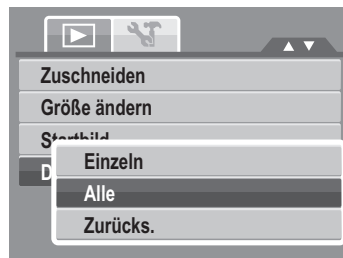 Zuschneiden
Größe ändern
Startbild
D
Einzeln
Alle
Zurücks.